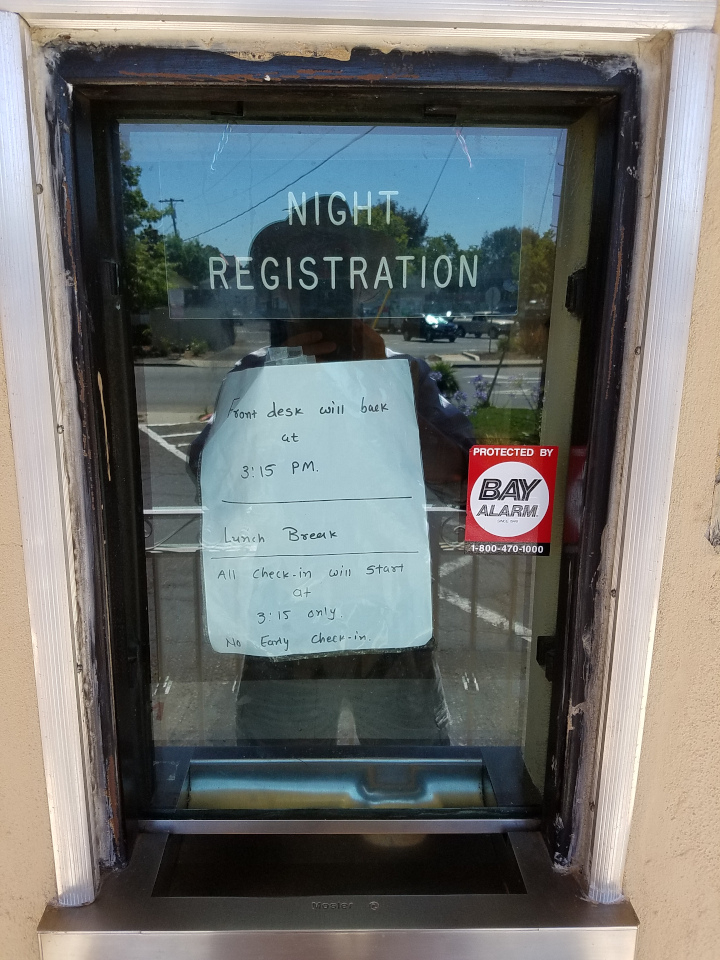 NIGHT
REGISTRATION
Front desk will back
at
3:15 PM.
Lunch Break
All Check-in will Start
at
3:15 only.
No Early Check-in.
PROTECTED BY
BAY
ALARM
1-800-470-1000
Mosler